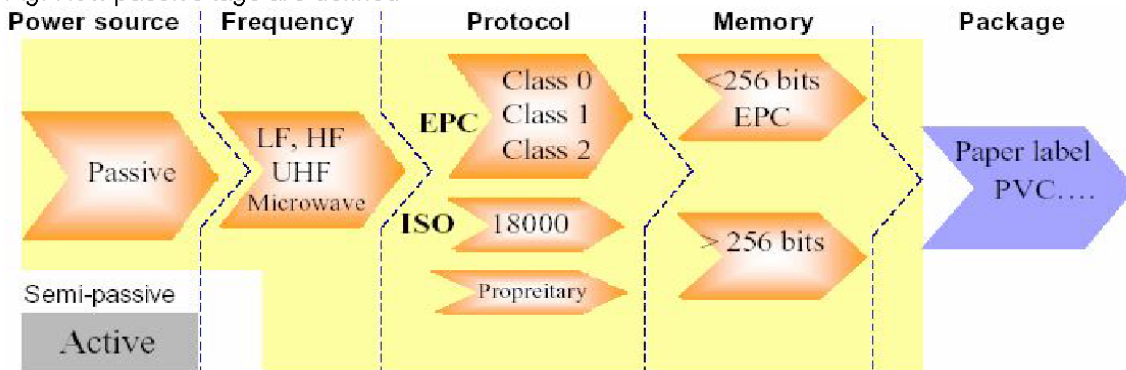 Power source
Frequency
Protocol
Memory
Package
Passive
LF, HF
UHF
Microwave
EPC
Class 0
Class 1
Class 2
ISO
18000
Propreitary
<256 bits
EPC
> 256 bits
Paper label
PVC....
Semi-passive
Active